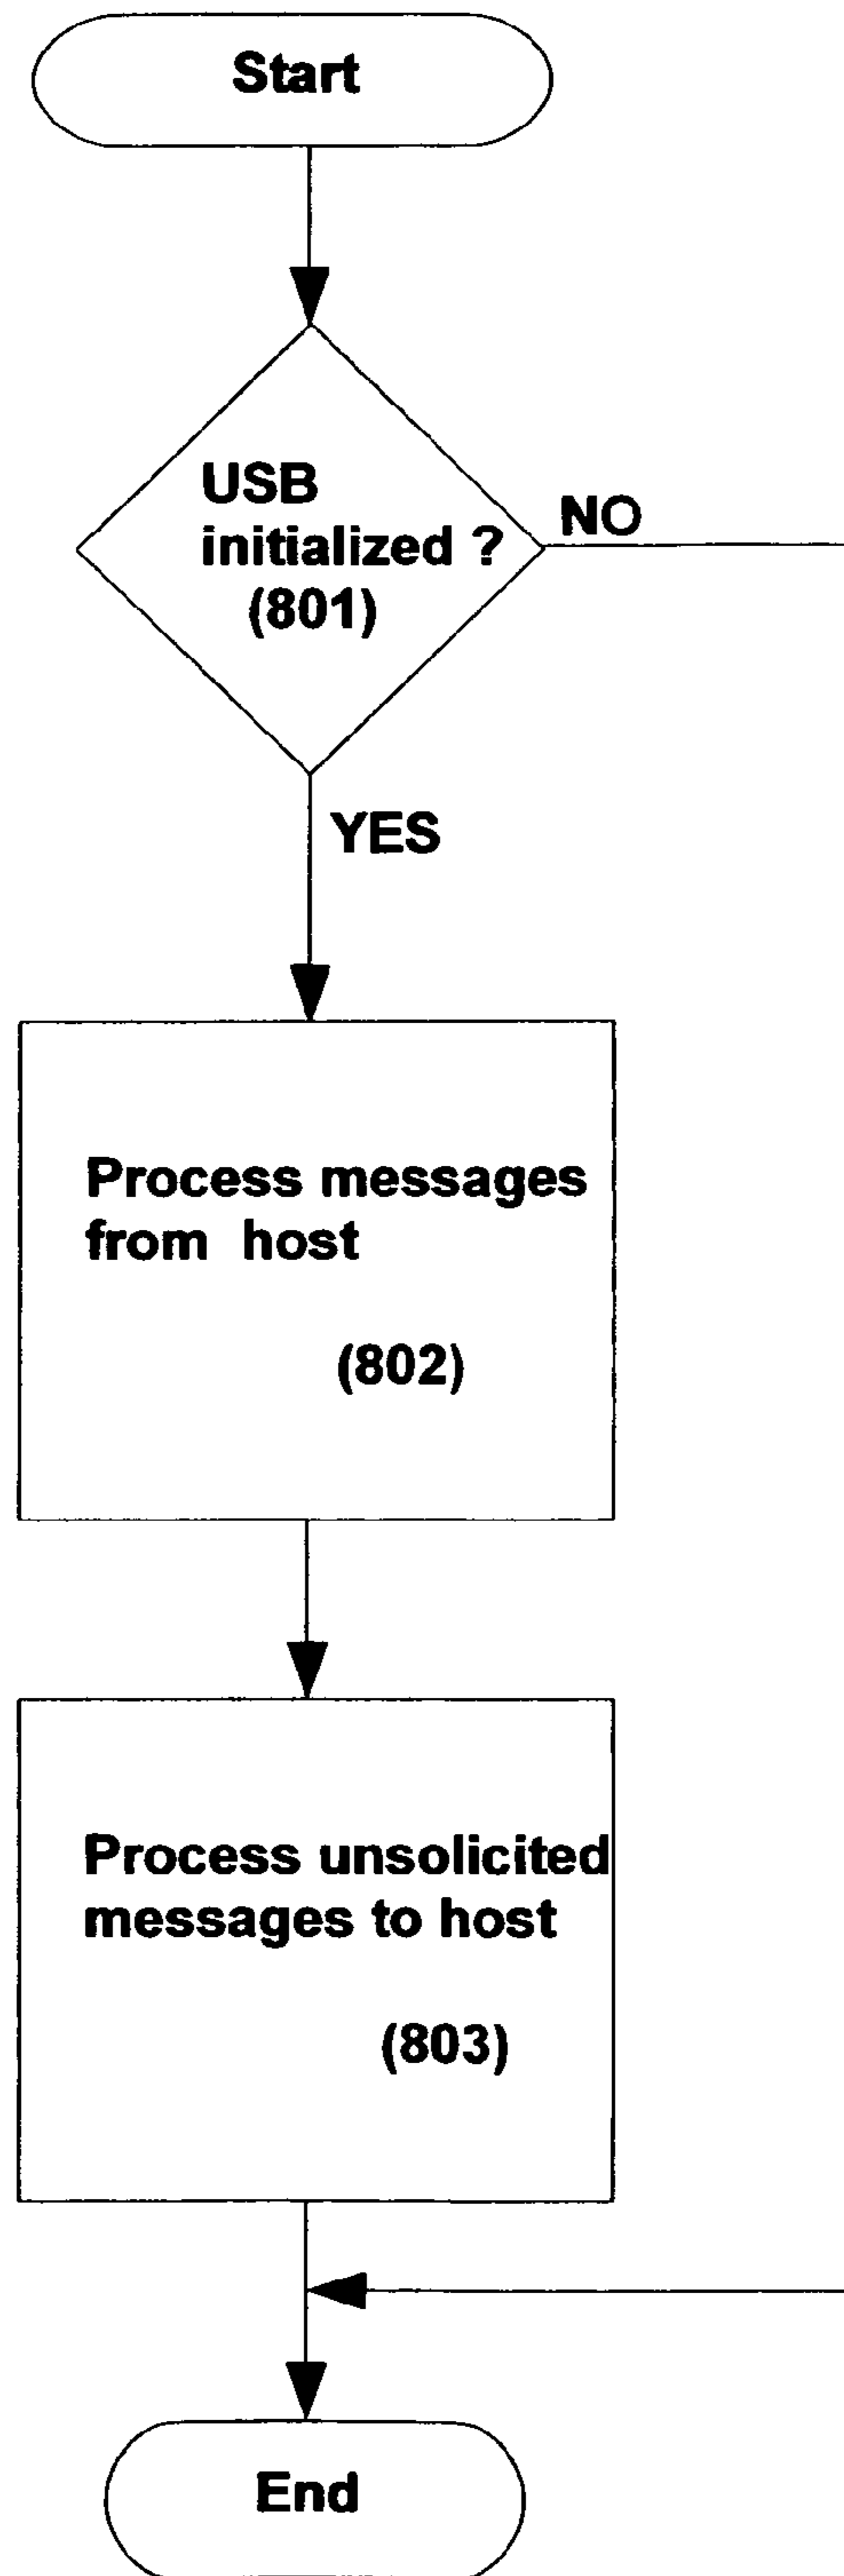 Start
USB
initialized ?
(801)
NO
YES
Process messages
from host
(802)
Process unsolicited
messages to host
(803)
End